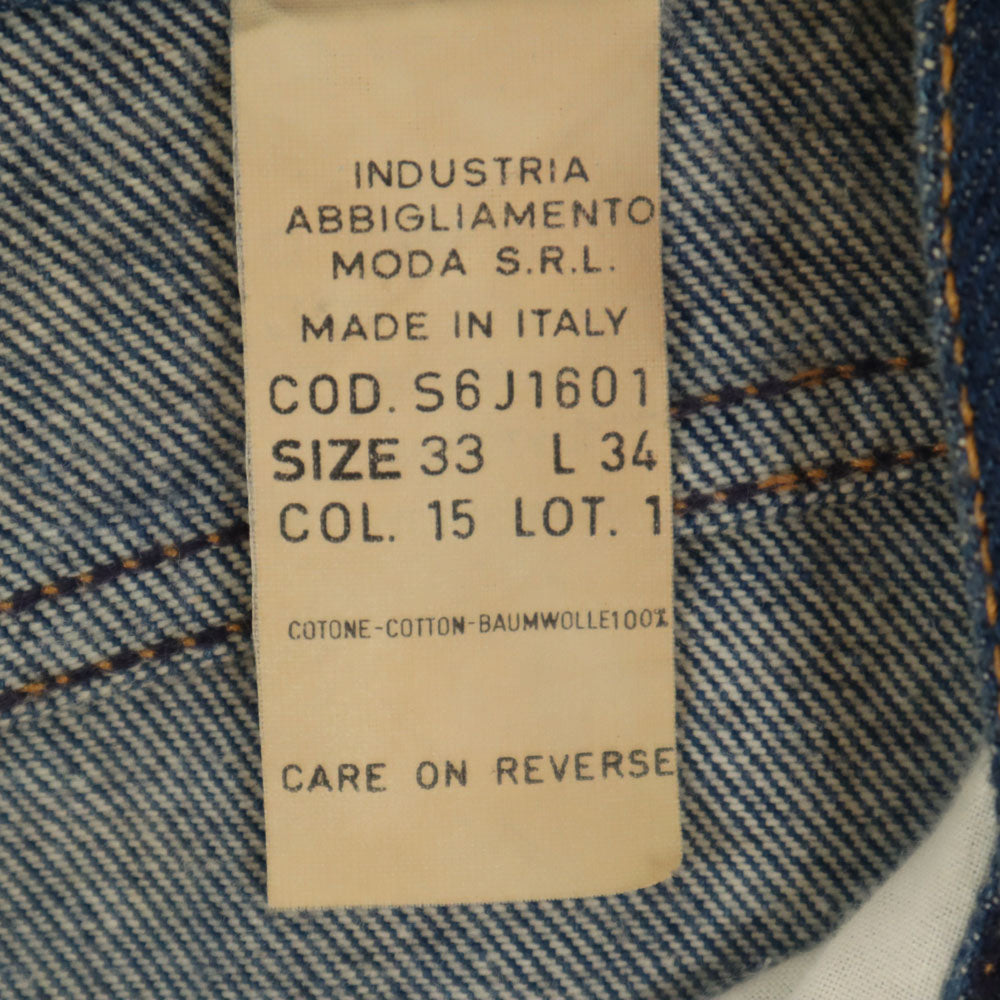 INDUSTRIA
ABBIGLIAMENTO
MODA S.R.L.
MADE IN ITALY
COD. S6J1601
SIZE 33 L 34
COL. 15 LOT. 1
COTONE-COTTON-BAUMWOLLE100%
CARE ON REVERSE